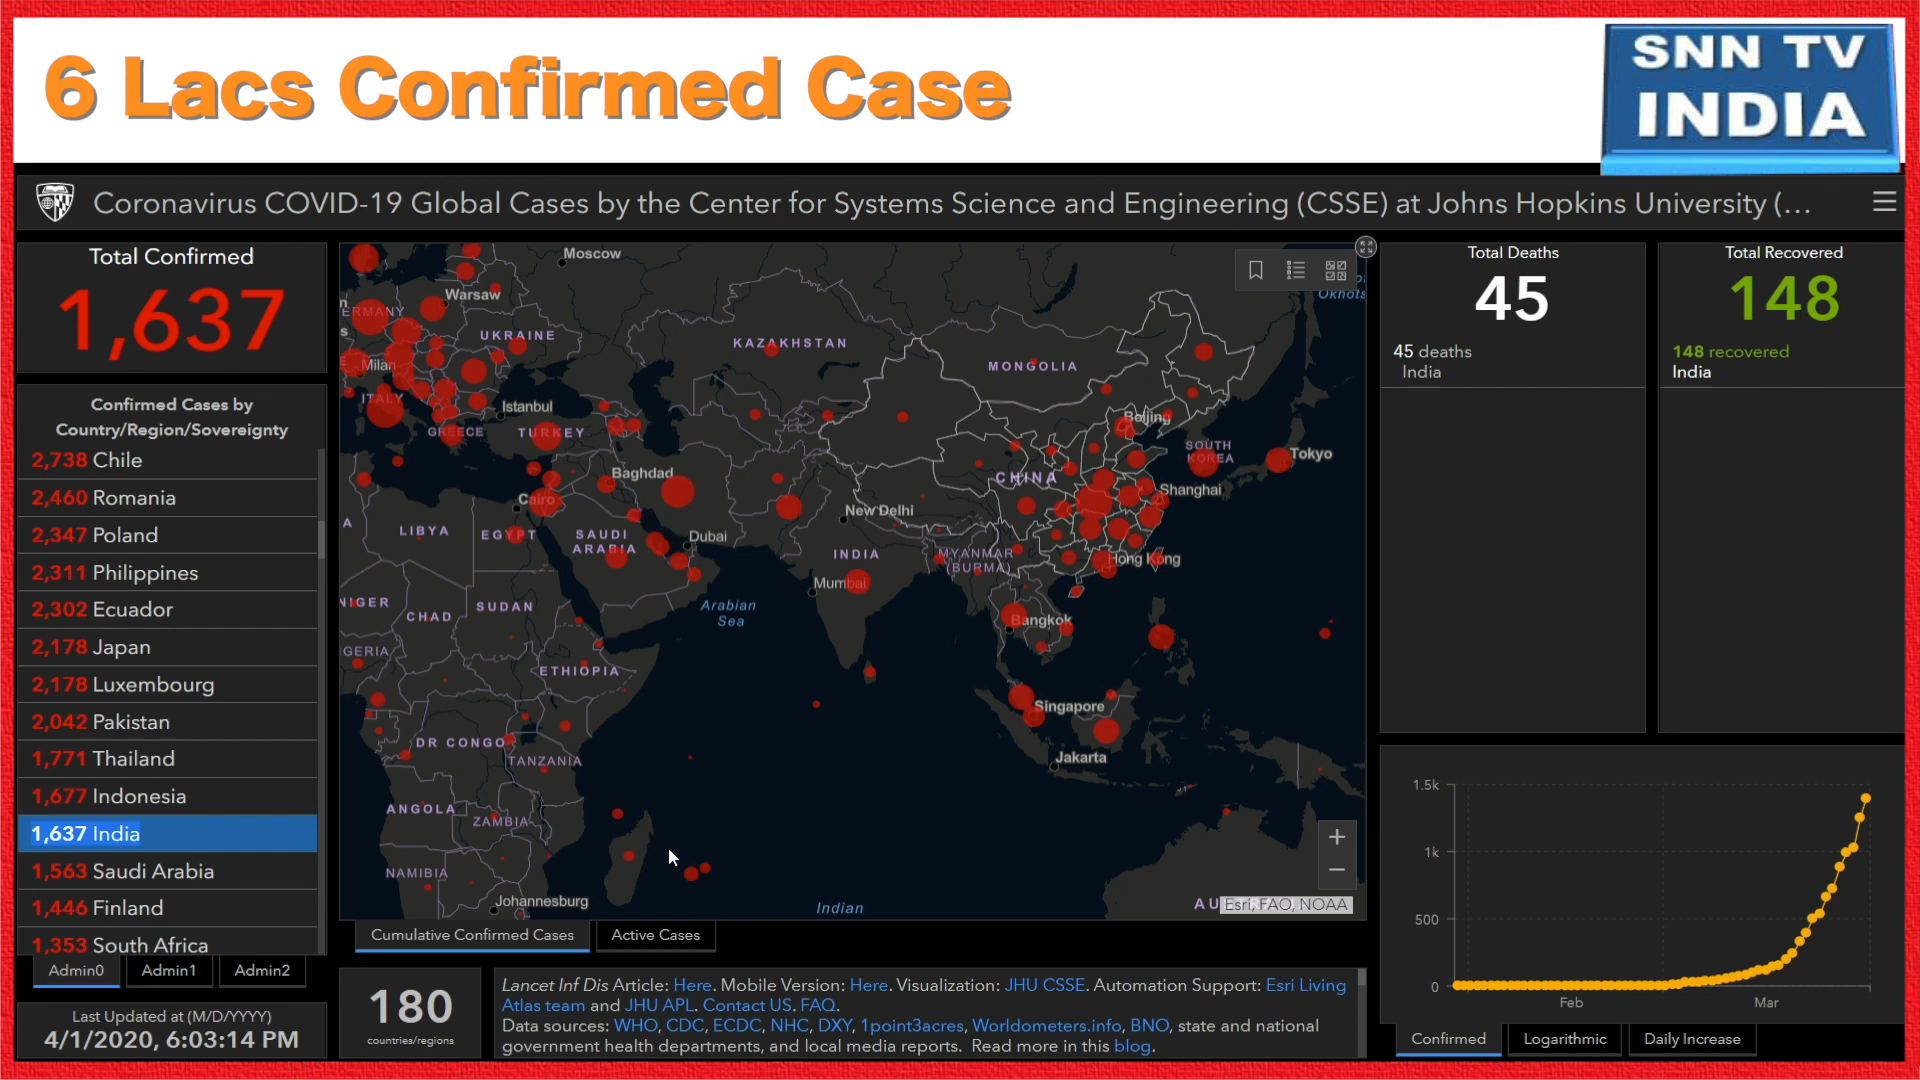 6 Lacs Confirmed Case
SNN TV
INDIA
Coronavirus COVID-19 Global Cases by the Center for Systems Science and Engineering (CSSE) at Johns Hopkins University (...
Total Confirmed
1,637
Confirmed Cases by
Country/Region/Sovereignty
2,738 Chile
2,460 Romania
2,347 Poland
2,311 Philippines
2,302 Ecuador
2,178 Japan
2,178 Luxembourg
2,042 Pakistan
1,771 Thailand
1,677 Indonesia
1,637 India
1,563 Saudi Arabia
1,446 Finland
1,353 South Africa
Admin0
Admin1
Admin2
Last Updated at (M/D/YYYY)
4/1/2020, 6:03:14 PM
Moscow
Warsaw
ERMANY
UKRAINE
KAZAKHSTAN
MONGOLIA
Milan
ITALY
Istanbul
GREECE
TURKEY
Beijing
SOUTH
KOREA
Tokyo
Baghdad
CHINA
Shanghai
Cairo
New Delhi
LIBYA
EGYPT
SAUDI
ARABIA
Dubai
INDIA
MYANMAR
(BURMA)
Hong Kong
Mumbai
NIGER
CHAD
SUDAN
Arabian
Sea
Bangkok
GERIA
ETHIOPIA
Singapore
DR CONGO
TANZANIA
Jakarta
ANGOLA
ZAMBIA
NAMIBIA
Johannesburg
Indian
AU
Esri, FAO, NOAA
Okhots
+
−
Cumulative Confirmed Cases
Active Cases
180
countries/regions
Lancet Inf Dis Article: Here. Mobile Version: Here. Visualization: JHU CSSE. Automation Support: Esri Living
Atlas team and JHU APL. Contact US. FAQ.
Data sources: WHO, CDC, ECDC, NHC, DXY, 1point3acres, Worldometers.info, BNO, state and national
government health departments, and local media reports. Read more in this blog.
Total Deaths
45
45 deaths
India
Total Recovered
148
148 recovered
India
1.5k
1k
500
0
Feb
Mar
Confirmed
Logarithmic
Daily Increase